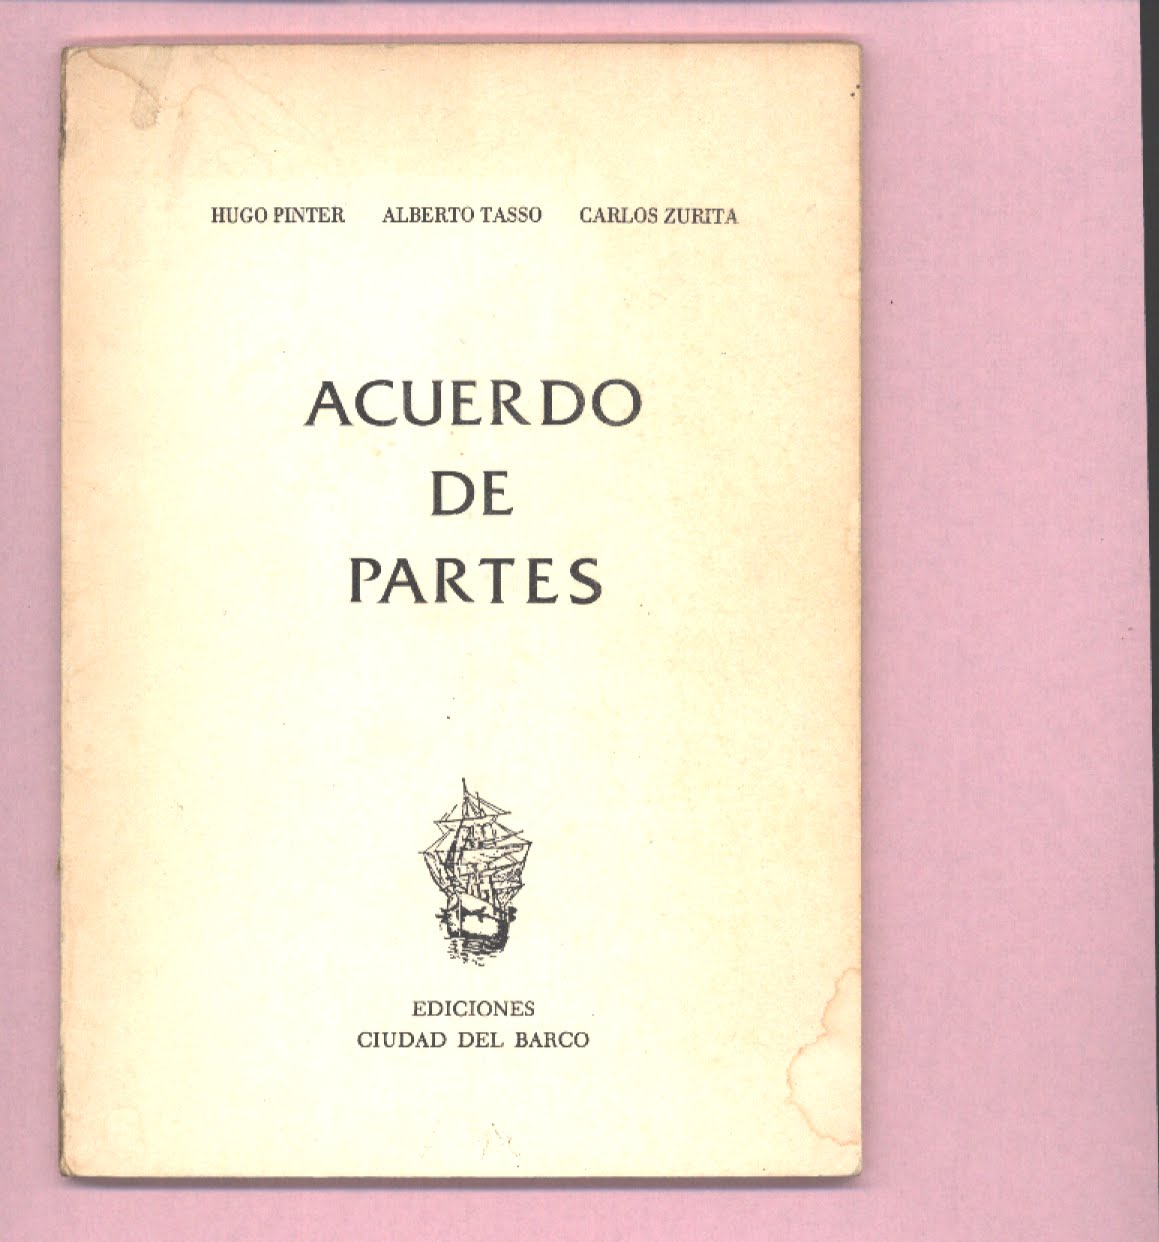 HUGO PINTER ALBERTO TASSO CARLOS ZURITA
ACUERDO
DE
PARTES
EDICIONES
CIUDAD DEL BARCO